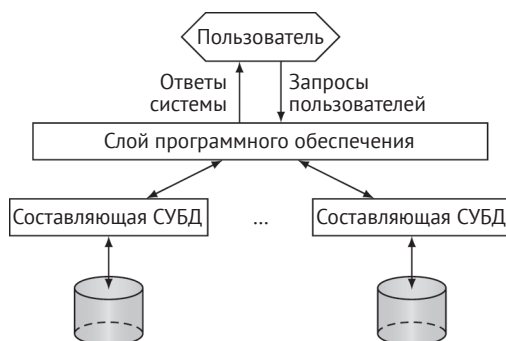 Пользователь
Ответы
системы
Запросы
пользователей
Слой программного обеспечения
Составляющая СУБД
...
Составляющая СУБД